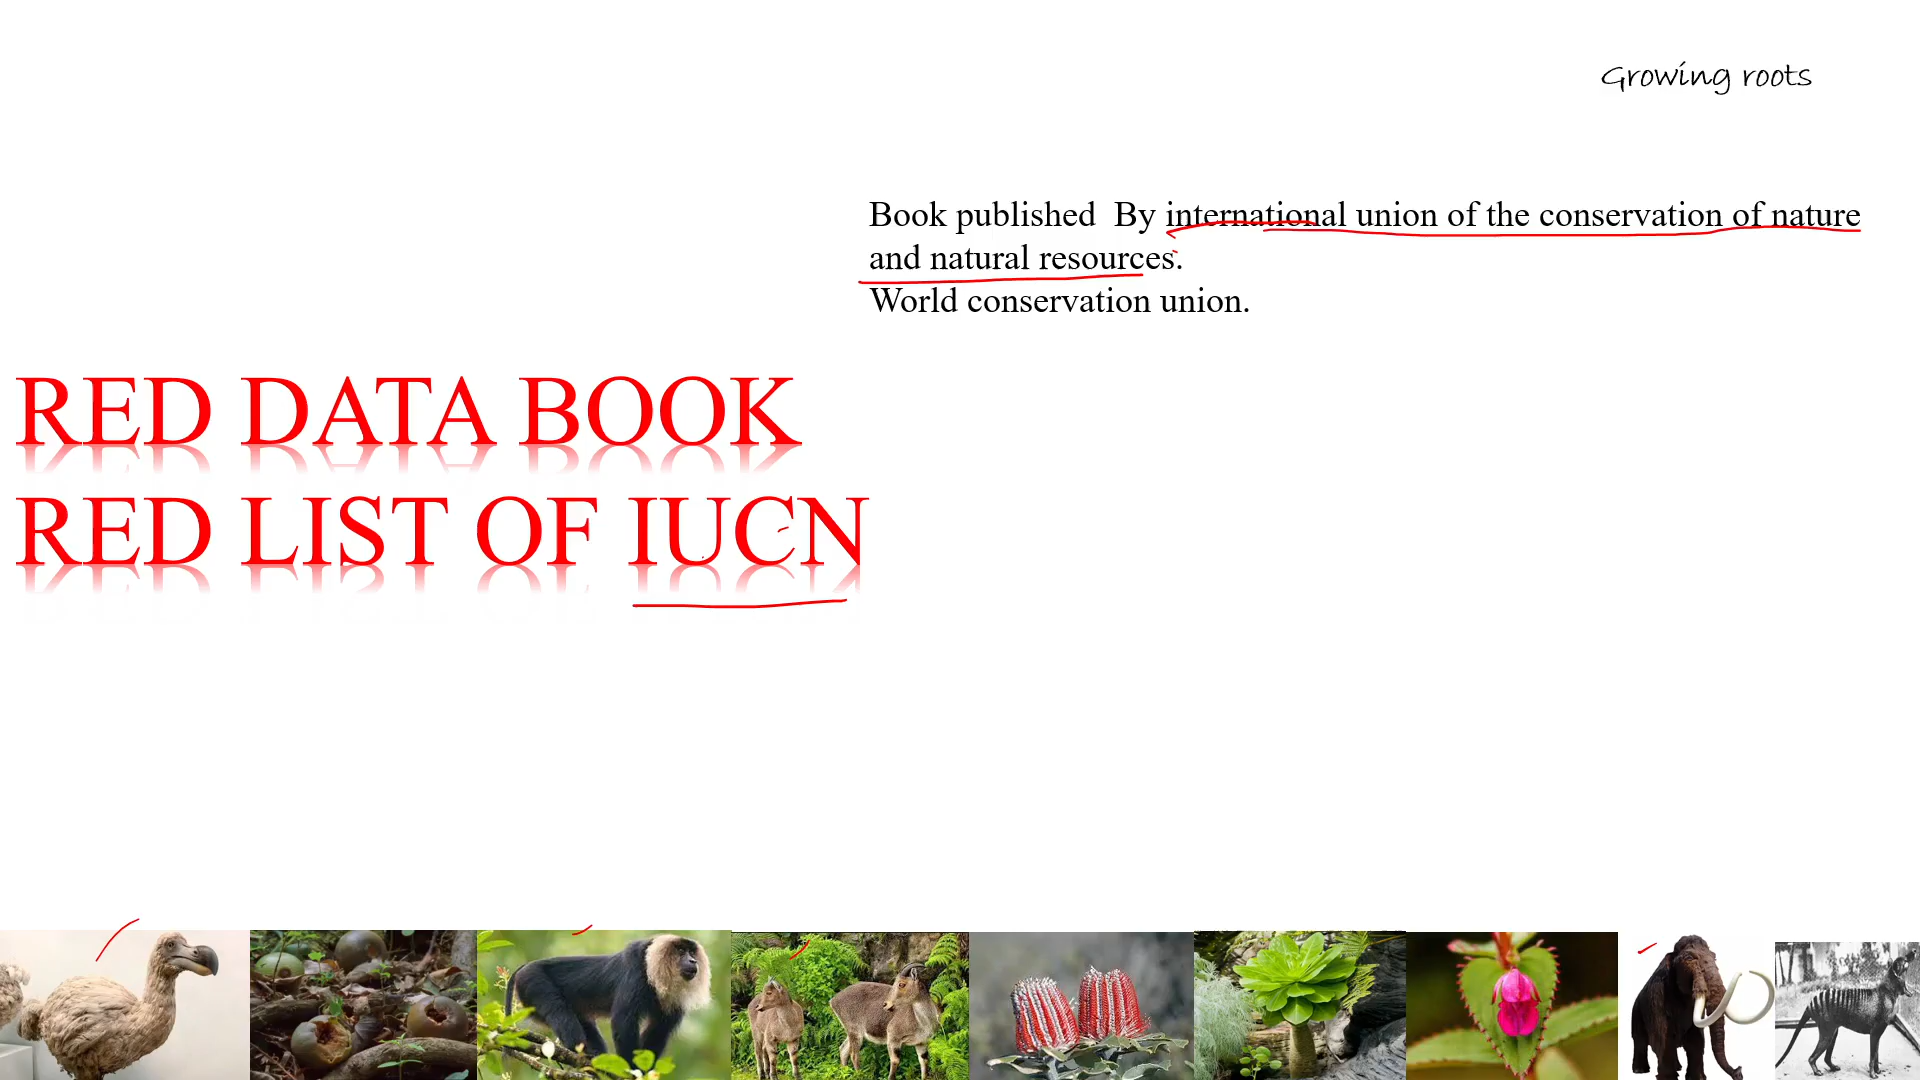 Growing roots
Book published By international union of the conservation of nature
and natural resources.
World conservation union.
RED DATA BOOK
RED LIST OF IUCN